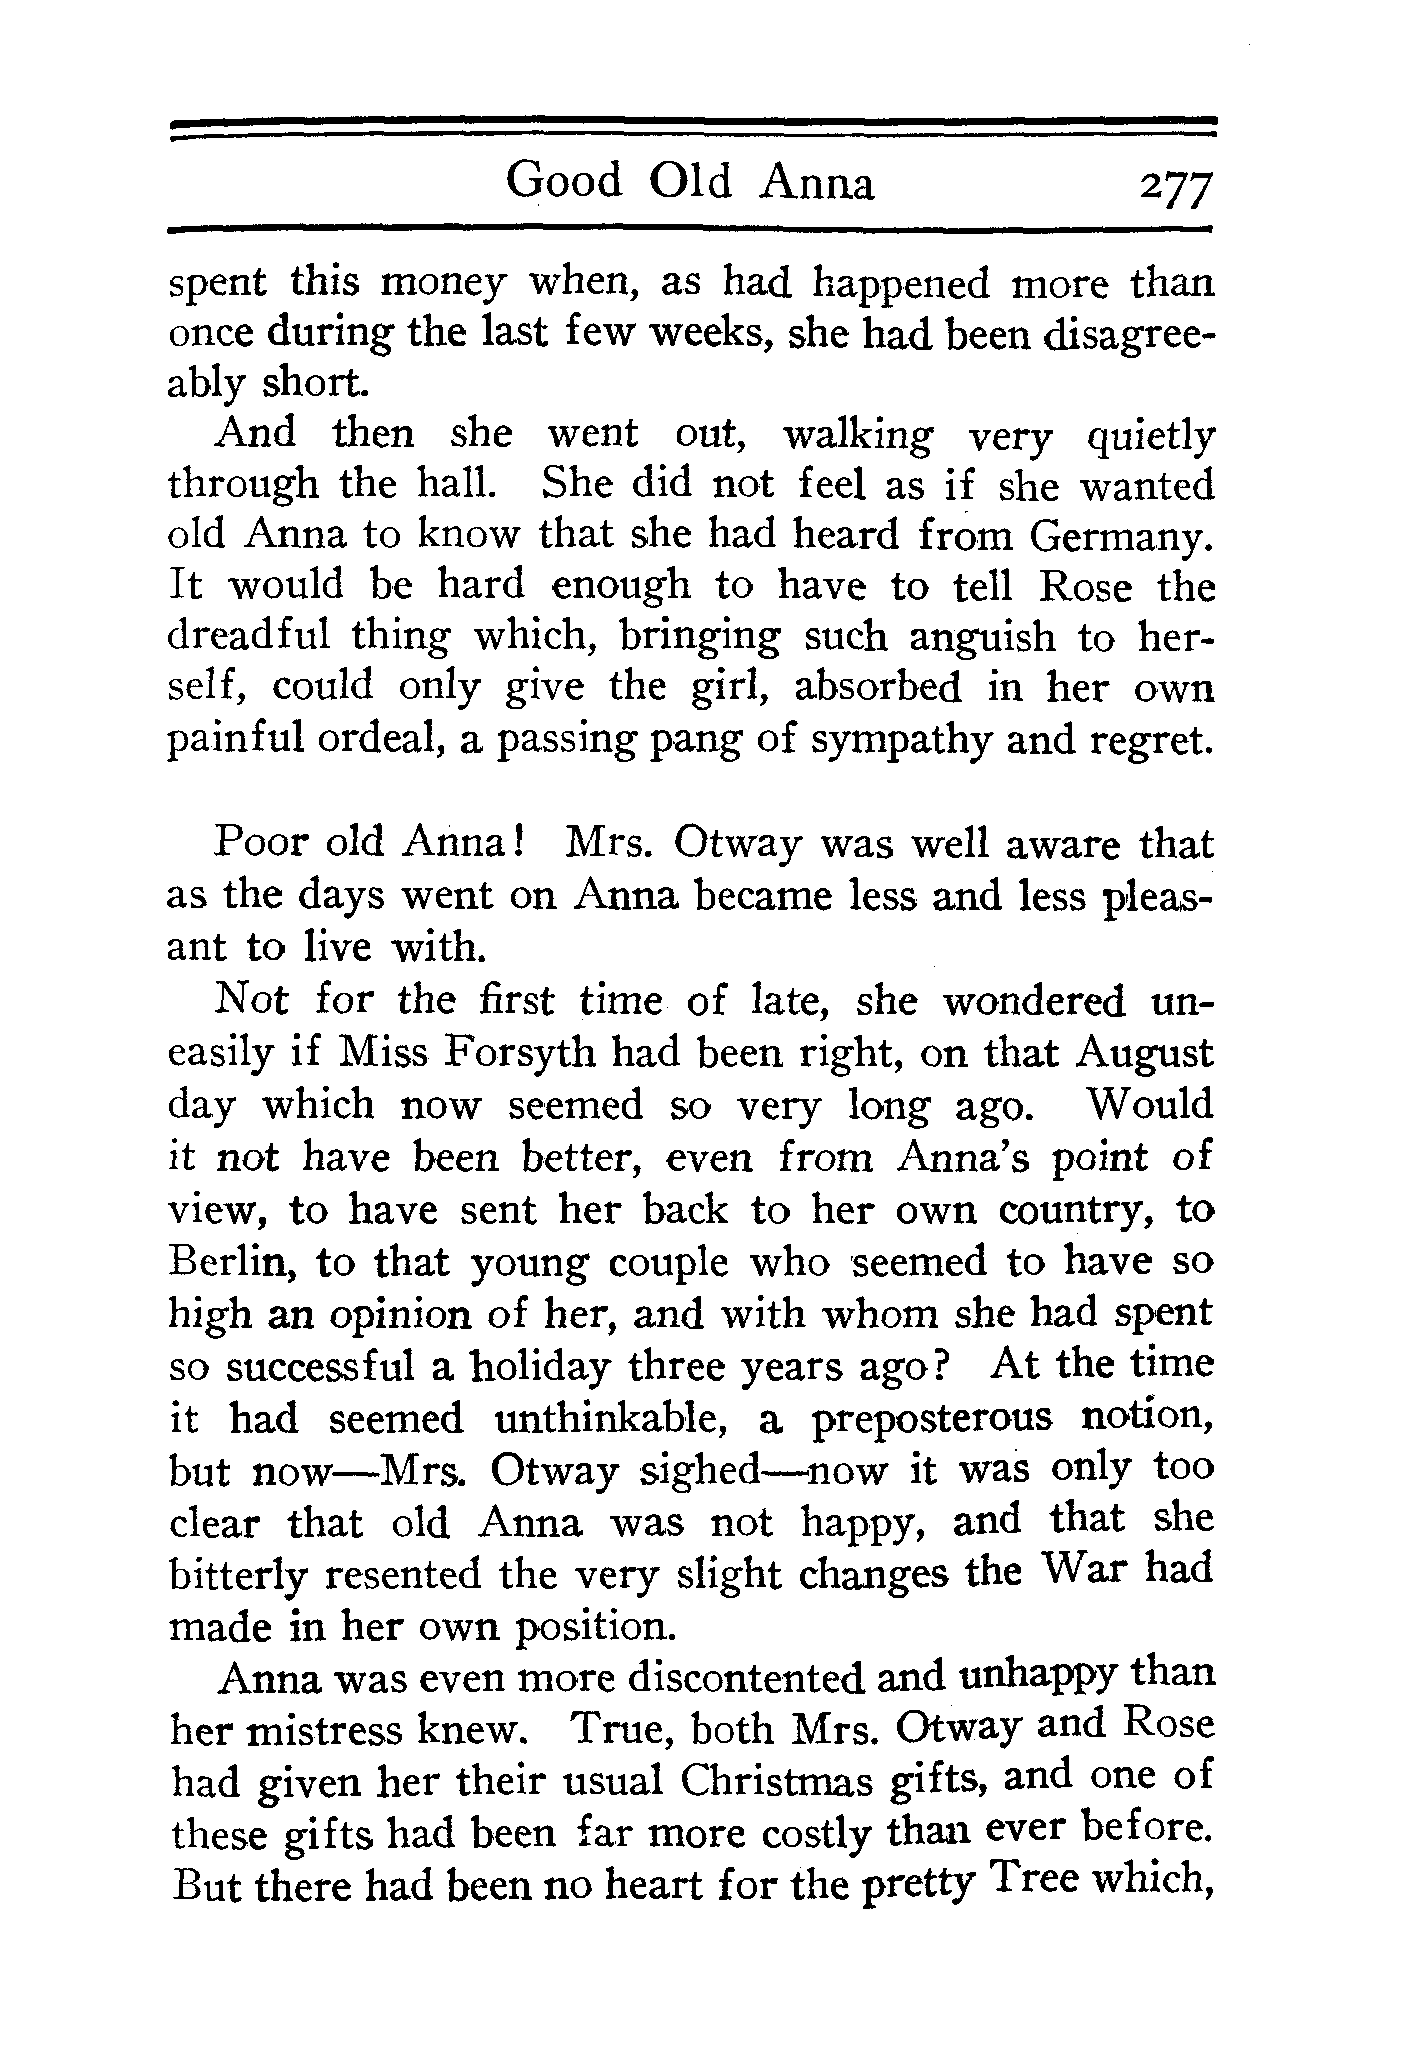 Good Old Anna 277
spent this money when, as had happened more than
once during the last few weeks, she had been disagree-
ably short.
And then she went out, walking very quietly
through the hall. She did not feel as if she wanted
old Anna to know that she had heard from Germany.
It would be hard enough to have to tell Rose the
dreadful thing which, bringing such anguish to her-
self, could only give the girl, absorbed in her own
painful ordeal, a passing pang of sympathy and regret.
Poor old Anna! Mrs. Otway was well aware that
as the days went on Anna became less and less pleas-
ant to live with.
Not for the first time of late, she wondered un-
easily if Miss Forsyth had been right, on that August
day which now seemed so very long ago. Would
it not have been better, even from Anna's point of
view, to have sent her back to her own country, to
Berlin, to that young couple who seemed to have so
high an opinion of her, and with whom she had spent
so successful a holiday three years ago? At the time
it had seemed unthinkable, a preposterous notion,
but now—Mrs. Otway sighed—now it was only too
clear that old Anna was not happy, and that she
bitterly resented the very slight changes the War had
made in her own position.
Anna was even more discontented and unhappy than
her mistress knew. True, both Mrs. Otway and Rose
had given her their usual Christmas gifts, and one of
these gifts had been far more costly than ever before.
But there had been no heart for the pretty Tree which,